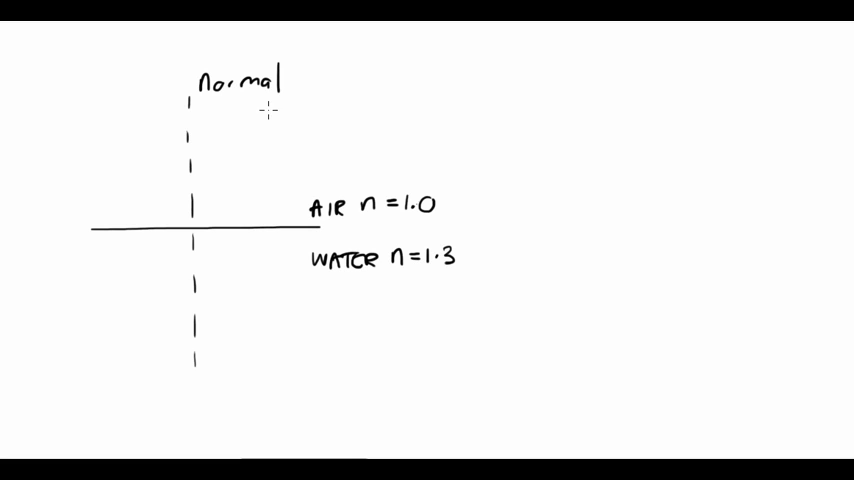 normal
AIR n = 1.0
WATER n = 1.3